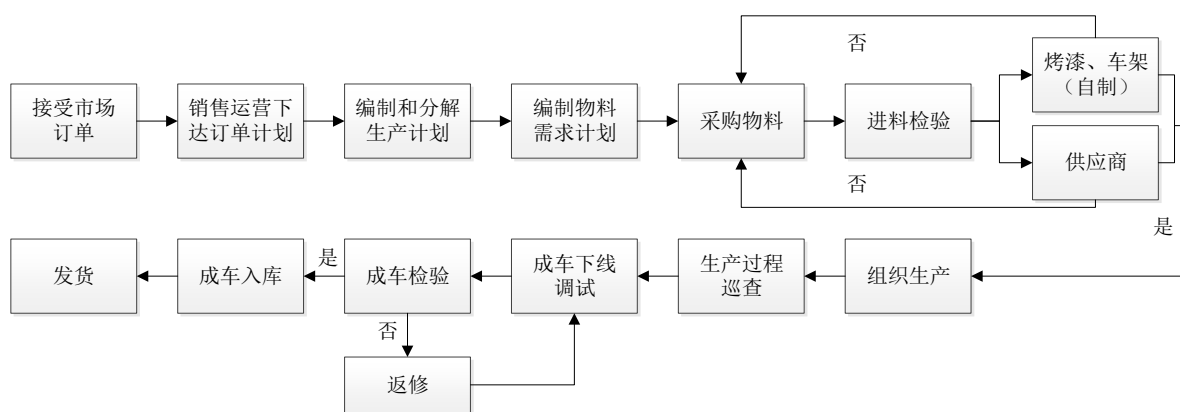 接受市场
订单
销售运营下
达订单计划
编制和分解
生产计划
编制物料
需求计划
采购物料
进料检验
否
烤漆、车架
（自制）
供应商
否
是
组织生产
生产过程
巡查
成车下线
调试
成车检验
是
成车入库
发货
否
返修